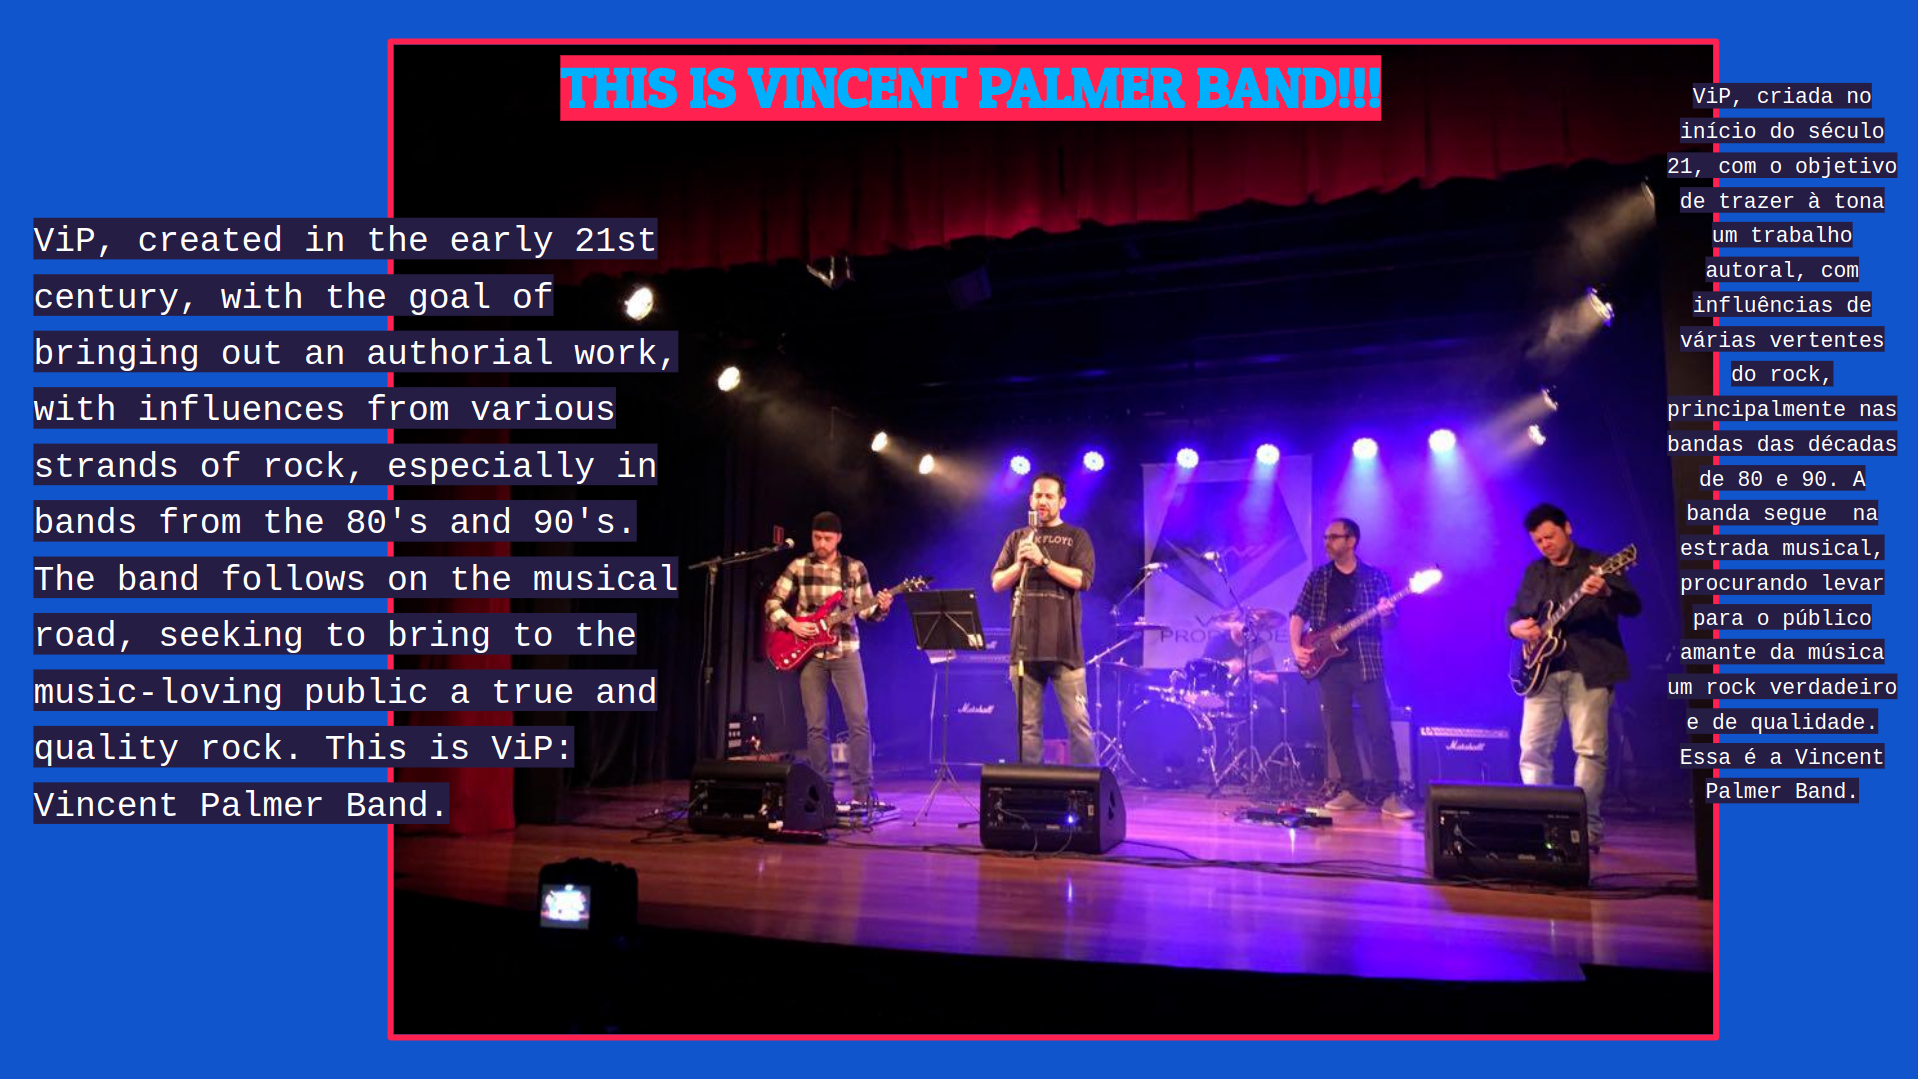 THIS IS VINCENT PALMER BAND!!!
ViP, created in the early 21st
century, with the goal of
bringing out an authorial work,
with influences from various
strands of rock, especially in
bands from the 80's and 90's.
The band follows on the musical
road, seeking to bring to the
music-loving public a true and
quality rock. This is ViP:
Vincent Palmer Band.
ViP, criada no
início do século
21, com o objetivo
de trazer à tona
um trabalho
autoral, com
influências de
várias vertentes
do rock,
principalmente nas
bandas das décadas
de 80 e 90. A
banda segue  na
estrada musical,
procurando levar
para o público
amante da música
um rock verdadeiro
e de qualidade.
Essa é a Vincent
Palmer Band.
FLOYD
Marshall
Marshall